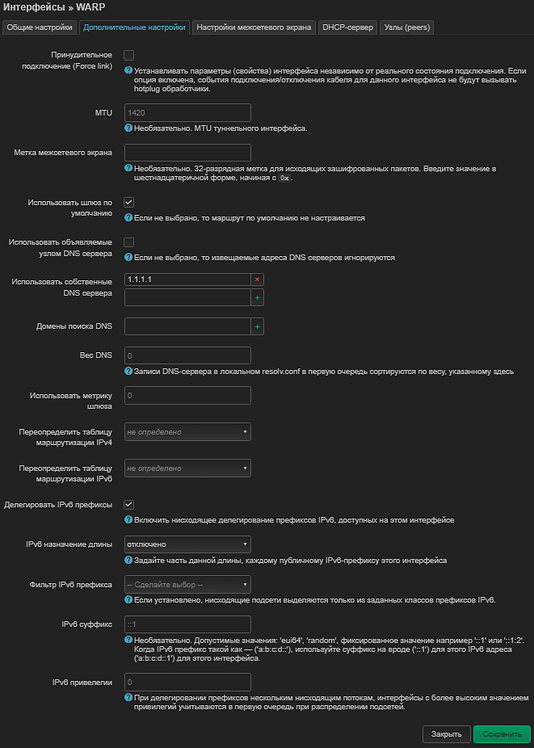 Интерфейсы » WARP
Общие настройки
Дополнительные настройки
Настройки межсетевого экрана
DHCP-сервер
Узлы (peers)
Принудительное
подключение (Force link)
Устанавливать параметры (свойства) интерфейса независимо от реального состояния подключения. Если
опция включена, события подключения/отключения кабеля для данного интерфейса не будут вызывать
hotplug обработчики.
MTU
1420
Необязательно. MTU туннельного интерфейса.
Метка межсетевого экрана
Необязательно. 32-разрядная метка для исходящих зашифрованных пакетов. Введите значение в
шестнадцатеричной форме, начиная с 0x.
Использовать шлюз по
умолчанию
Если не выбрано, то маршрут по умолчанию не настраивается
Использовать объявляемые
узлом DNS сервера
Если не выбрано, то извещаемые адреса DNS серверов игнорируются
Использовать собственные
DNS сервера
1.1.1.1
×
+
Домены поиска DNS
+
Вес DNS
0
Записи DNS-сервера в локальном resolv.conf в первую очередь сортируются по весу, указанному здесь
Использовать метрику
шлюза
0
Переопределить таблицу
маршрутизации IPv4
не определено
Переопределить таблицу
маршрутизации IPv6
не определено
Делегировать IPv6 префиксы
Включить нисходящее делегирование префиксов IPv6, доступных на этом интерфейсе
IPv6 назначение длины
отключено
Задайте часть данной длины, каждому публичному IPv6-префиксу этого интерфейса
Фильтр IPv6 префикса
-- Сделайте выбор --
Если установлено, нисходящие подсети выделяются только из заданных классов префиксов IPv6.
IPv6 суффикс
::1
Необязательно. Допустимые значения: 'eui64', 'random', фиксированное значение например '::1' или '::1:2'.
Когда IPv6 префикс такой как — ('a:b:c:d::'), используйте суффикс на вроде ('::1') для этого IPv6 адреса
('a:b:c:d::1') для этого интерфейса.
IPv6 привелегии
0
При делегировании префиксов нескольким нисходящим потокам, интерфейсы с более высоким значением
привилегий учитываются в первую очередь при распределении подсетей.
Закрыть
Сохранить